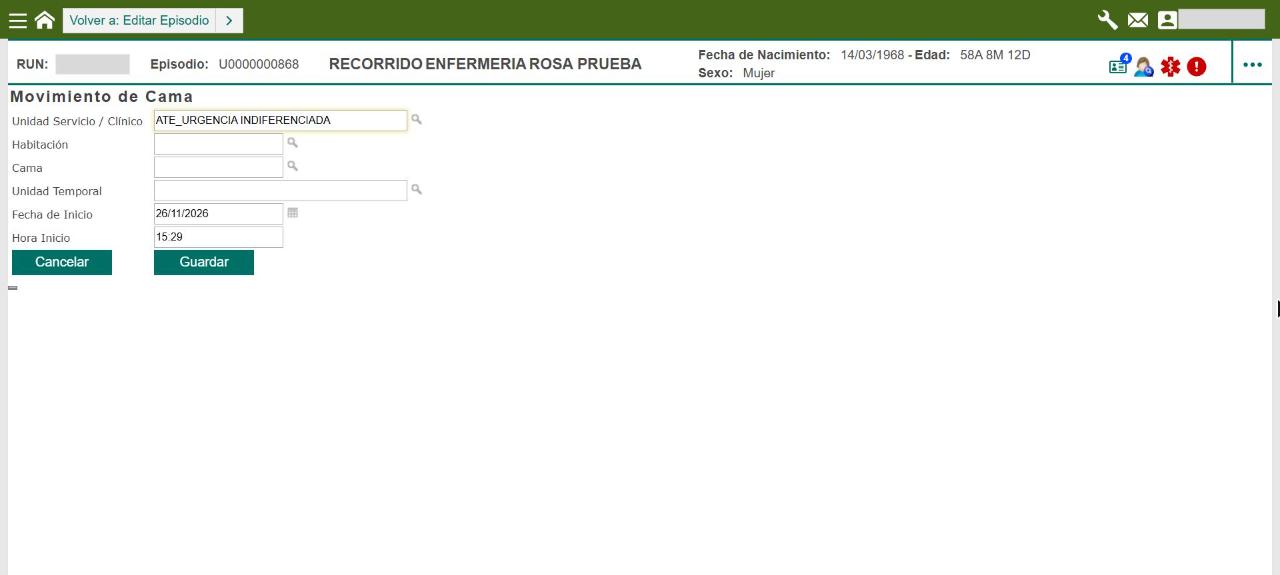 Volver a: Editar Episodio
RUN: Episodio: U0000000868 RECORRIDO ENFERMERIA ROSA PRUEBA Fecha de Nacimiento: 14/03/1968 - Edad: 58A 8M 12D
Sexo: Mujer
4
Movimiento de Cama
Unidad Servicio / Clínico ATE_URGENCIA INDIFERENCIADA
Habitación
Cama
Unidad Temporal
Fecha de Inicio 26/11/2026
Hora Inicio 15:29
Cancelar Guardar